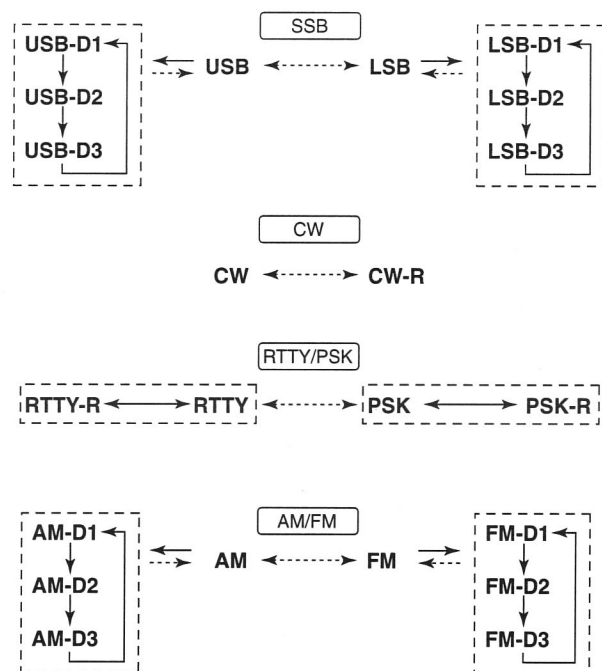 SSB
USB-D1
USB-D2
USB-D3
USB
LSB
LSB-D1
LSB-D2
LSB-D3
CW
CW
CW-R
RTTY/PSK
RTTY-R
RTTY
PSK
PSK-R
AM/FM
AM-D1
AM-D2
AM-D3
AM
FM
FM-D1
FM-D2
FM-D3